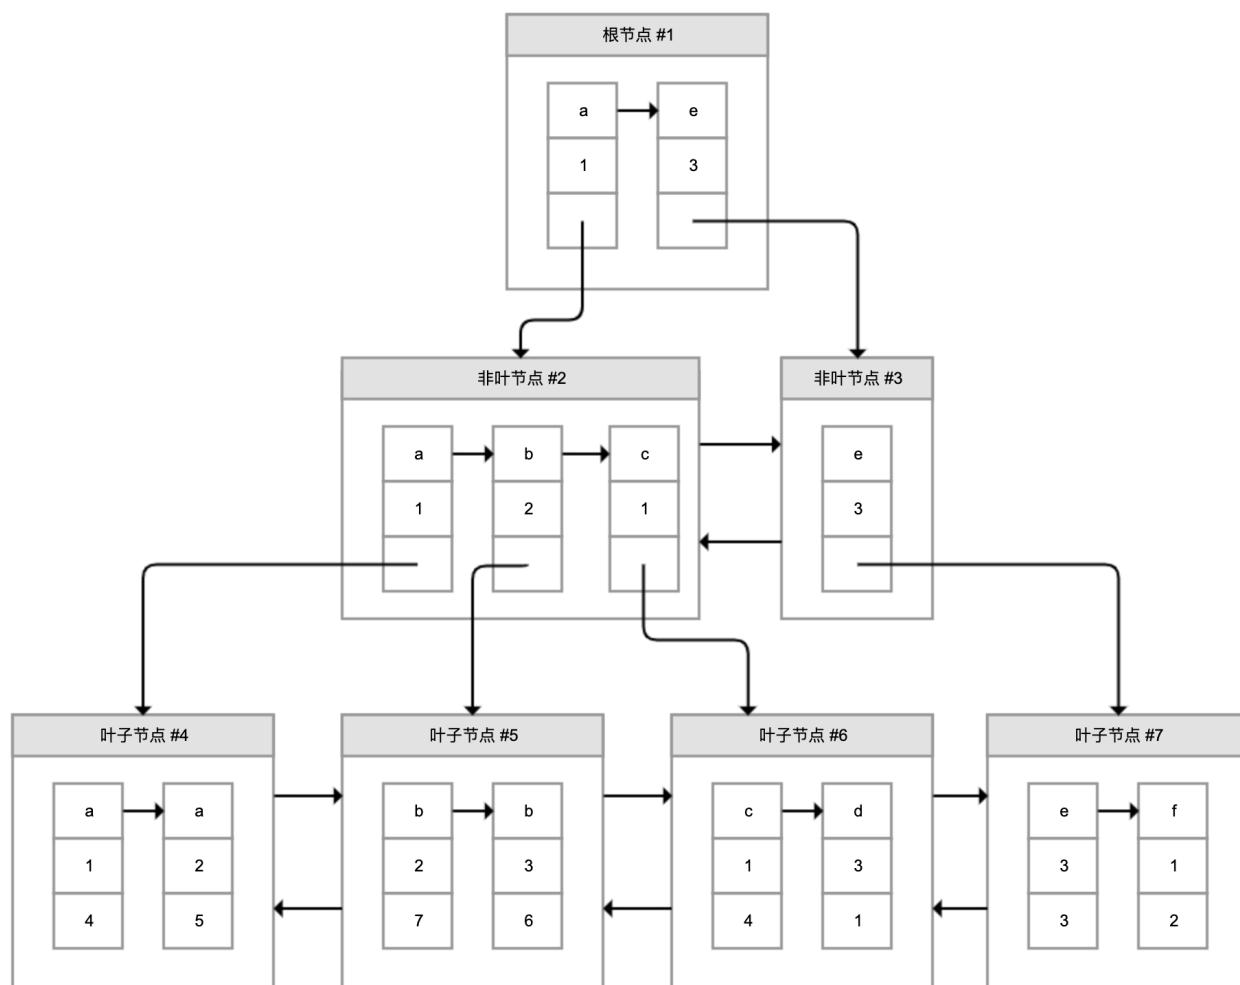 根节点 #1
a e
1 3
非叶节点 #2
a b c
1 2 1
非叶节点 #3
e
3
叶子节点 #4
a a
1 2
4 5
叶子节点 #5
b b
2 3
7 6
叶子节点 #6
c d
1 3
4 1
叶子节点 #7
e f
3 1
3 2